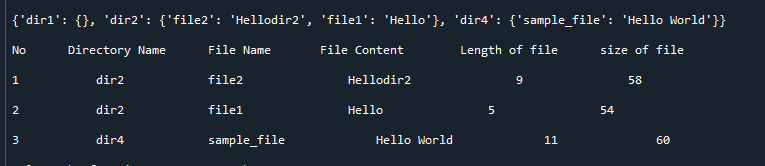 {'dir1': {}, 'dir2': {'file2': 'Hellodir2', 'file1': 'Hello'}, 'dir4': {'sample_file': 'Hello World'}}
No Directory Name File Name File Content Length of file size of file
1 dir2 file2 Hellodir2 9 58
2 dir2 file1 Hello 5 54
3 dir4 sample_file Hello World 11 60